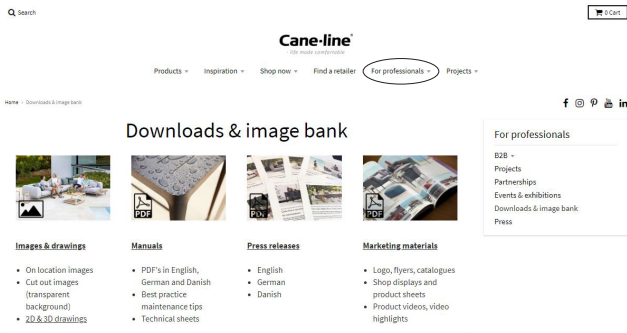 Search
0 Cart
Cane-line®
- life made comfortable
Products Inspiration Shop now Find a retailer For professionals Projects
Home > Downloads & image bank
Downloads & image bank
For professionals
B2B
Projects
Partnerships
Events & exhibitions
Downloads & image bank
Press
PDF
PDF
PDF
Images & drawings
• On location images
• Cut out images
(transparent
background)
• 2D & 3D drawings
Manuals
• PDF's in English,
German and Danish
• Best practice
maintenance tips
• Technical sheets
Press releases
• English
• German
• Danish
Marketing materials
• Logo, flyers, catalogues
• Shop displays and
product sheets
• Product videos, video
highlights